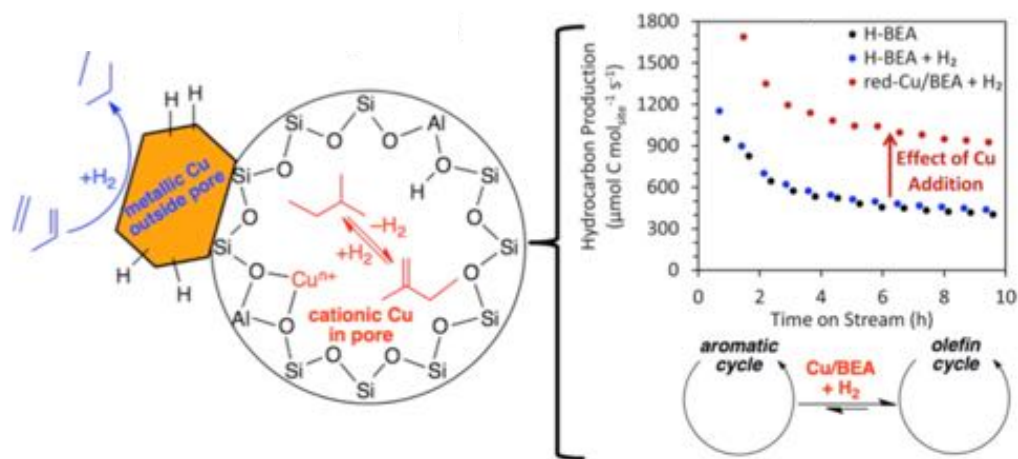 H
H
+H₂
metallic Cu
outside pore
H
H
H
Si
Si
Al
O
O
O
O
Si
Si
H
O
O
−H₂
+H₂
Si
Si
O
Cuⁿ⁺
O
cationic Cu
in pore
Al
O
O
Si
O
O
Si
Si
Si
Hydrocarbon Production
(μmol C molsite⁻¹ s⁻¹)
1800
1500
1200
900
600
300
0
H-BEA
H-BEA + H₂
red-Cu/BEA + H₂
Effect of Cu
Addition
0 2 4 6 8 10
Time on Stream (h)
aromatic
cycle
Cu/BEA
+ H₂
olefin
cycle